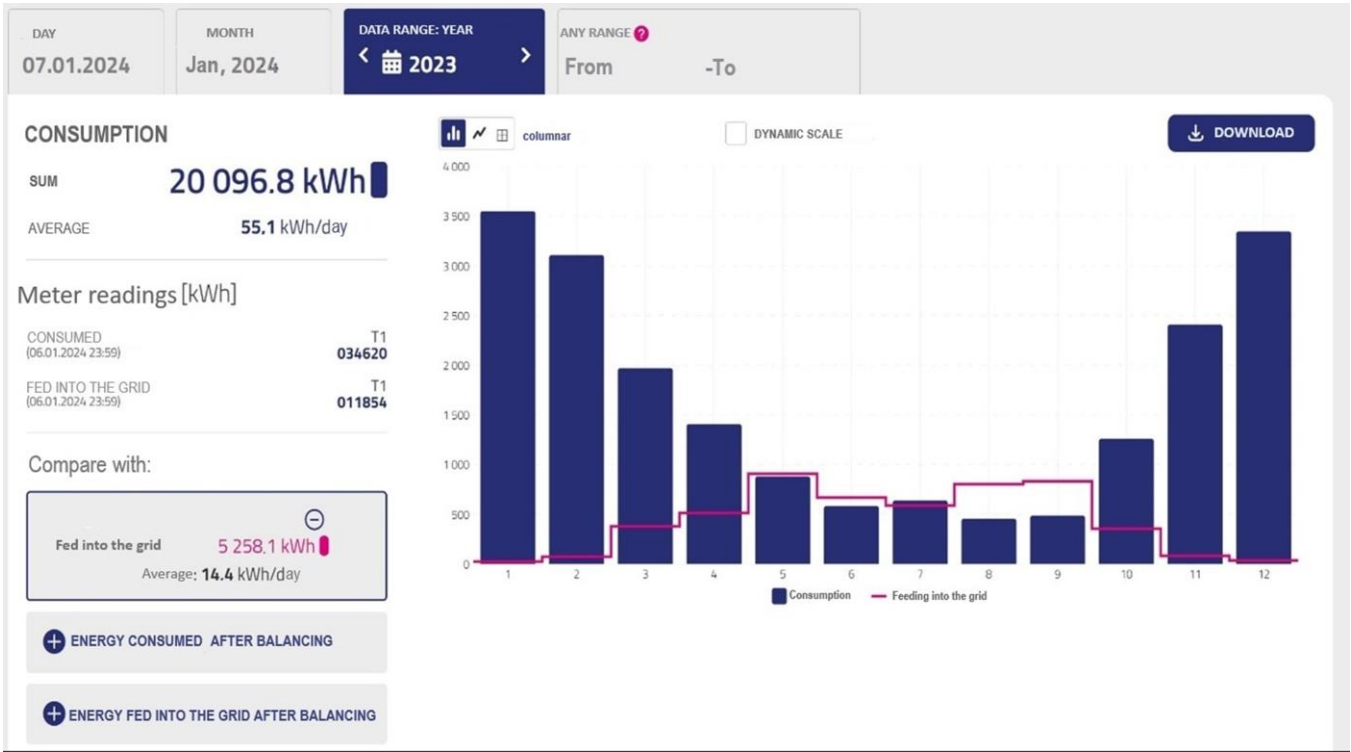 DAY
07.01.2024
MONTH
Jan, 2024
DATA RANGE: YEAR
< 2023 >
ANY RANGE ?
From -To
CONSUMPTION
SUM 20 096.8 kWh
AVERAGE 55,1 kWh/day
Meter readings [kWh]
CONSUMED T1
(06.01.2024 23:59) 034620
FED INTO THE GRID T1
(06.01.2024 23:59) 011854
Compare with:
Fed into the grid 5 258,1 kWh
Average: 14.4 kWh/day
ENERGY CONSUMED AFTER BALANCING
ENERGY FED INTO THE GRID AFTER BALANCING
columnar
DYNAMIC SCALE
DOWNLOAD
4 000
3 500
3 000
2 500
2 000
1 500
1 000
500
0
1 2 3 4 5 6 7 8 9 10 11 12
Consumption Feeding into the grid